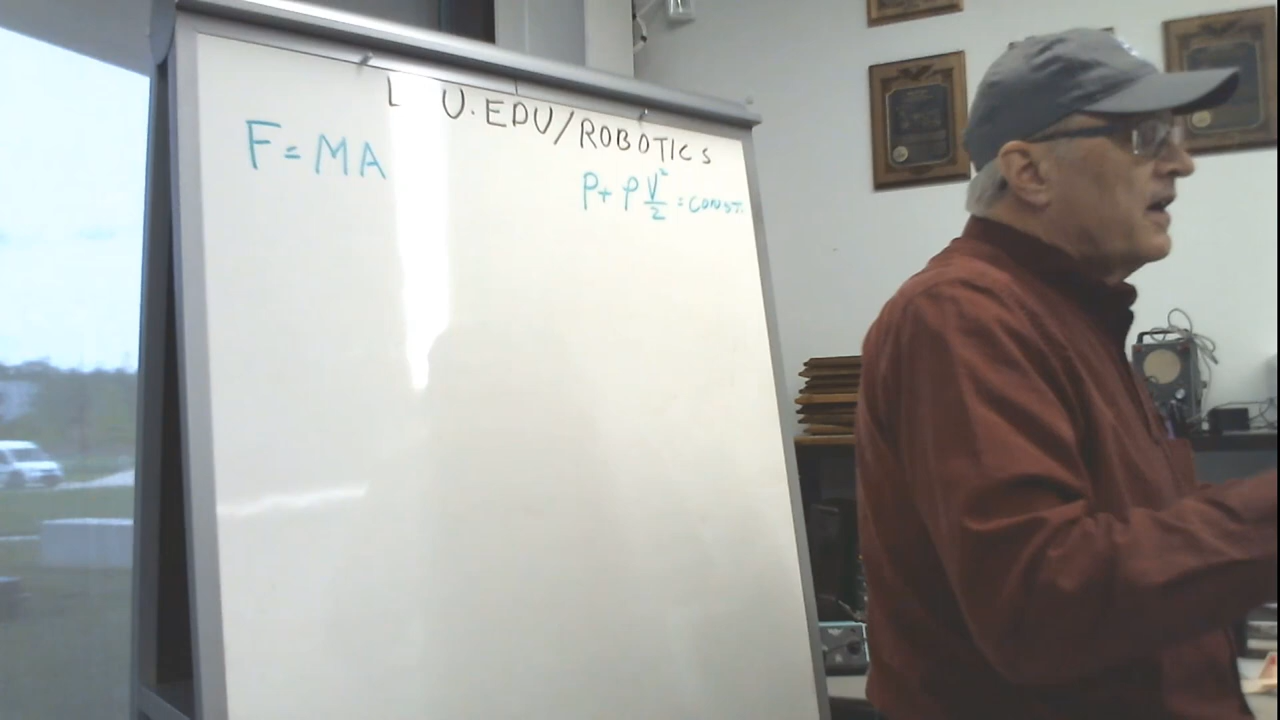 L U.EDU/ROBOTICS
F=MA
P+ρV²/2=CONST.